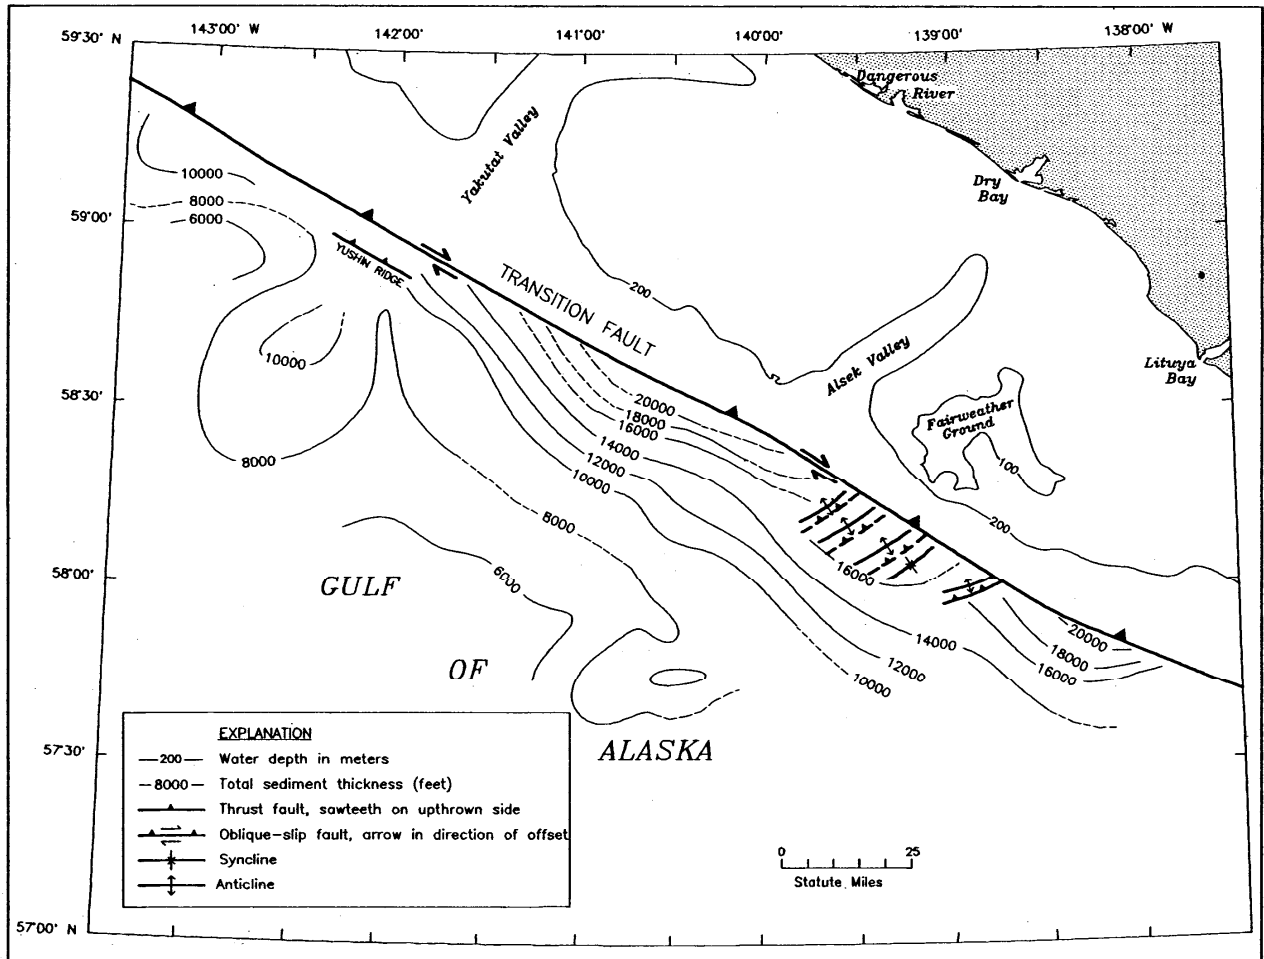 143°00' W
142°00'
141°00'
140°00'
139°00'
138°00' W
59°30' N
Dangerous
River
Yakutat Valley
Dry
Bay
10000
8000
6000
59°00'
YUSHIN RIDGE
TRANSITION FAULT
200
Alsek Valley
Lituya
Bay
10000
58°30'
20000
18000
16000
14000
12000
10000
Fairweather
Ground
100
8000
8000
200
58°00'
16000
6000
GULF
20000
18000
16000
14000
12000
10000
OF
ALASKA
57°30'
EXPLANATION
200 Water depth in meters
8000 Total sediment thickness (feet)
Thrust fault, sawteeth on upthrown side
Oblique-slip fault, arrow in direction of offset
Syncline
Anticline
0 25
Statute Miles
57°00' N